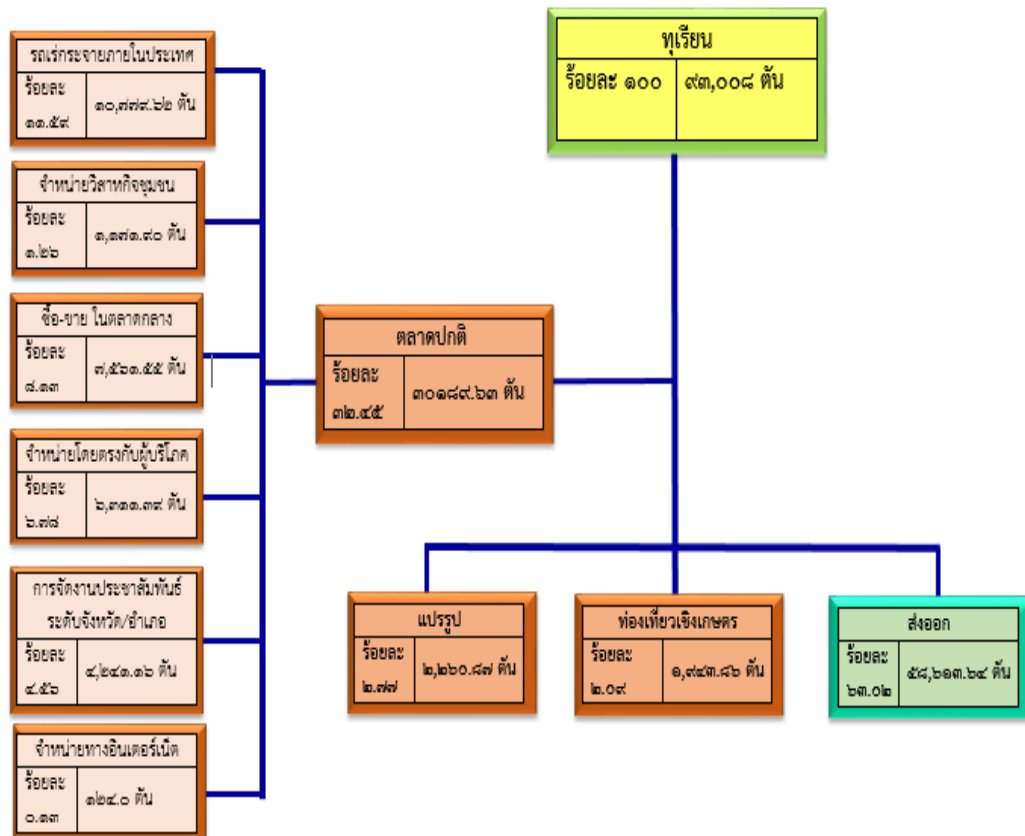 ทุเรียน
ร้อยละ ๑๐๐ ๙๓,๐๐๘ ตัน
รถเร่กระจายภายในประเทศ
ร้อยละ ๑๑.๕๙
๑๐,๗๗๙.๖๒ ตัน
จำหน่ายวิสาหกิจชุมชน
ร้อยละ ๑.๒๖
๑,๑๗๑.๙๐ ตัน
ซื้อ-ขาย ในตลาดกลาง
ร้อยละ ๘.๑๓
๗,๕๖๑.๕๕ ตัน
จำหน่ายโดยตรงกับผู้บริโภค
ร้อยละ ๖.๗๘
๖,๓๑๑.๓๙ ตัน
การจัดงานประชาสัมพันธ์
ระดับจังหวัด/อำเภอ
ร้อยละ ๔.๕๖
๔,๒๔๑.๑๖ ตัน
จำหน่ายทางอินเตอร์เน็ต
ร้อยละ ๐.๑๓
๑๒๔.๐ ตัน
ตลาดปกติ
ร้อยละ ๓๒.๔๕
๓๐๑๘๙.๖๓ ตัน
แปรรูป
ร้อยละ ๒.๗๗
๒,๒๖๐.๘๗ ตัน
ท่องเที่ยวเชิงเกษตร
ร้อยละ ๒.๐๙
๑,๙๔๓.๘๖ ตัน
ส่งออก
ร้อยละ ๖๓.๐๒
๕๘,๖๑๓.๖๔ ตัน